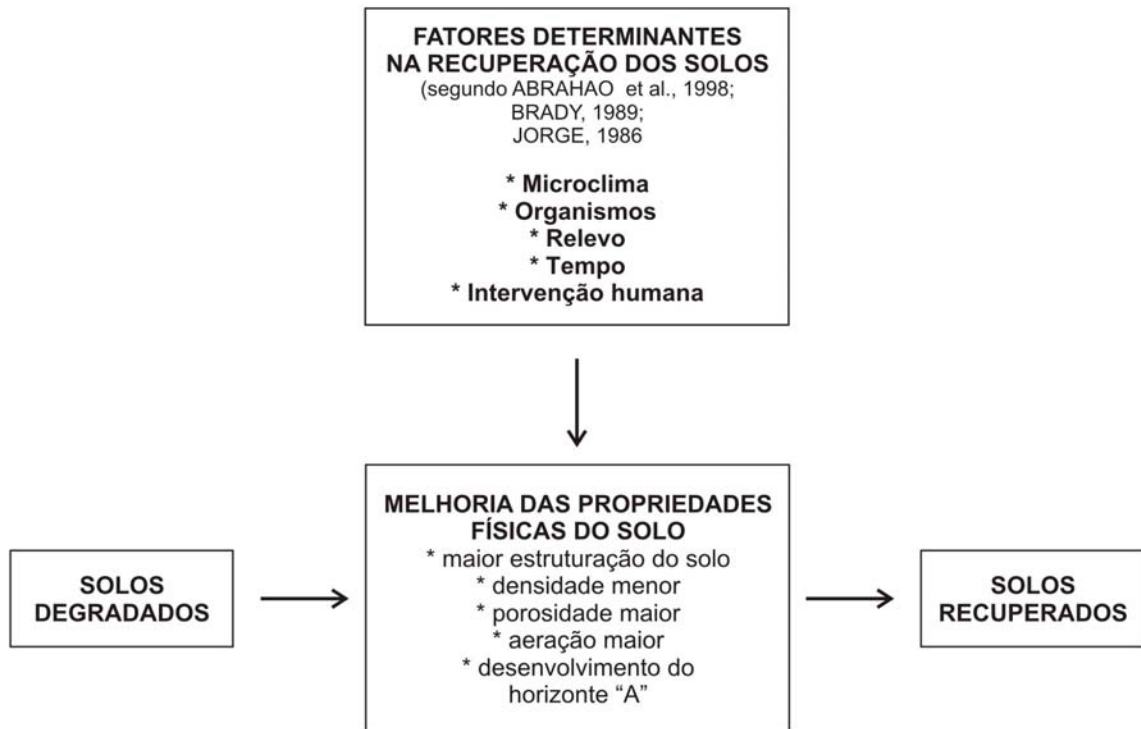 FATORES DETERMINANTES
NA RECUPERAÇÃO DOS SOLOS
(segundo ABRAHAO et al., 1998;
BRADY, 1989;
JORGE, 1986
* Microclima
* Organismos
* Relevo
* Tempo
* Intervenção humana
SOLOS
DEGRADADOS
MELHORIA DAS PROPRIEDADES
FÍSICAS DO SOLO
* maior estruturação do solo
* densidade menor
* porosidade maior
* aeração maior
* desenvolvimento do
horizonte “A”
SOLOS
RECUPERADOS